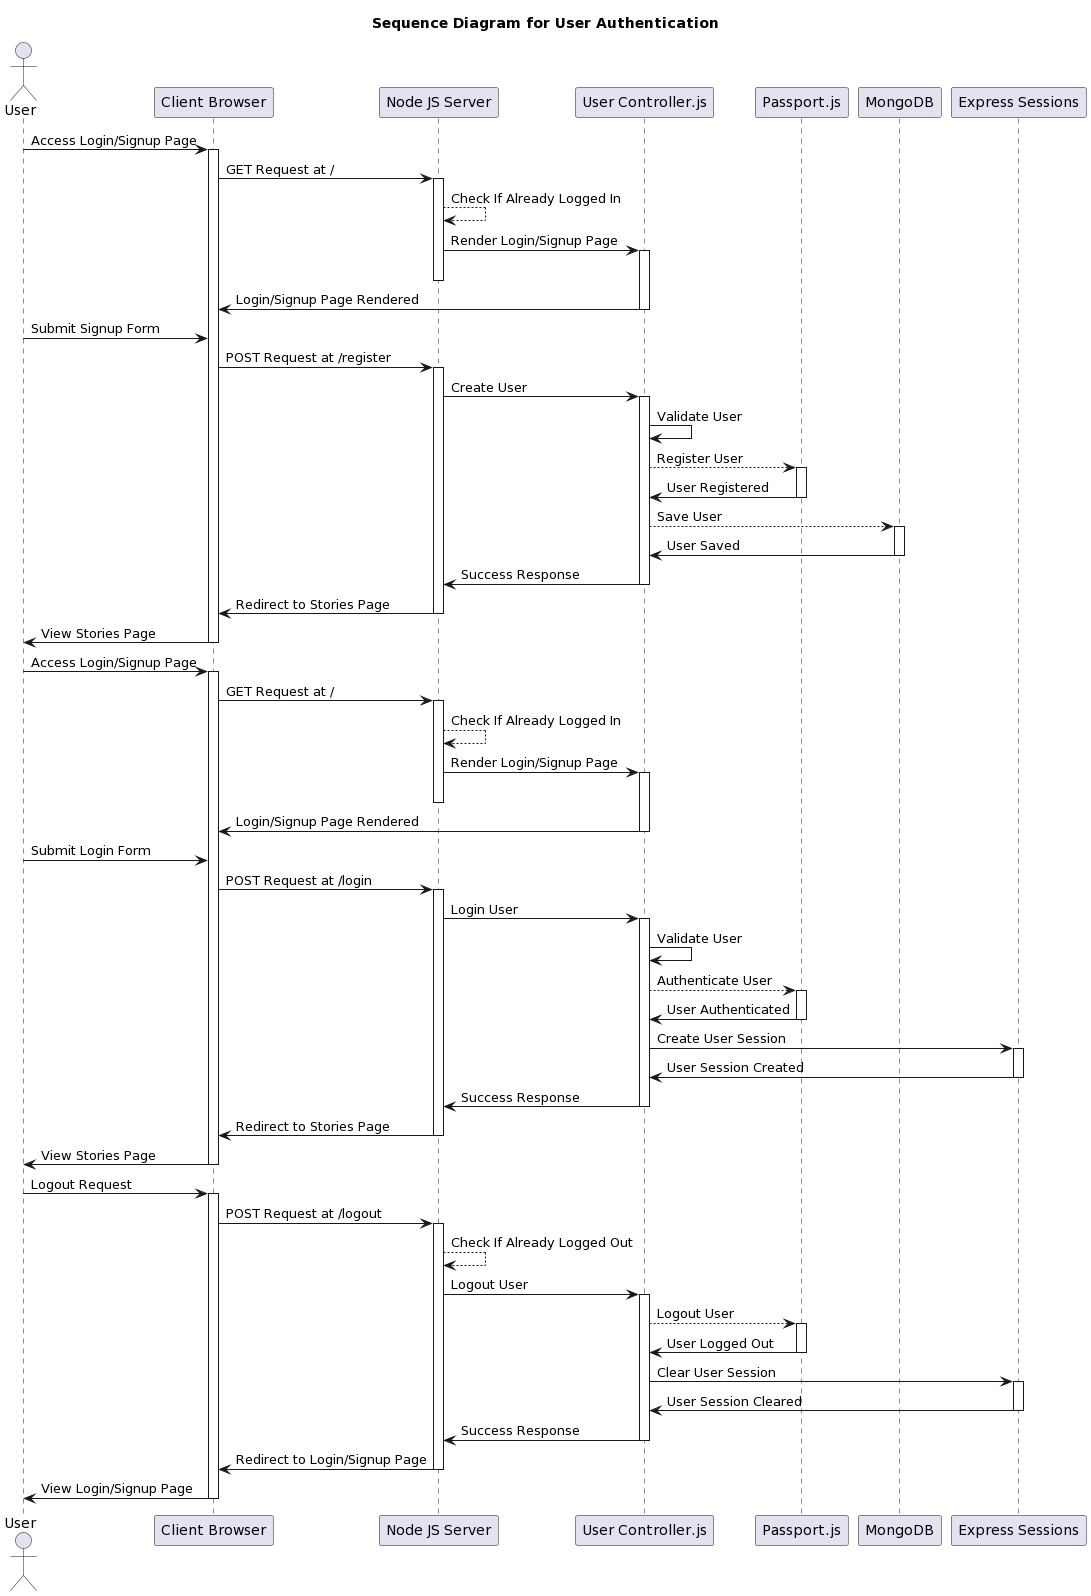 Sequence Diagram for User Authentication
User
Client Browser
Node JS Server
User Controller.js
Passport.js
MongoDB
Express Sessions
Access Login/Signup Page
GET Request at /
Check If Already Logged In
Render Login/Signup Page
Login/Signup Page Rendered
Submit Signup Form
POST Request at /register
Create User
Validate User
Register User
User Registered
Save User
User Saved
Success Response
Redirect to Stories Page
View Stories Page
Access Login/Signup Page
GET Request at /
Check If Already Logged In
Render Login/Signup Page
Login/Signup Page Rendered
Submit Login Form
POST Request at /login
Login User
Validate User
Authenticate User
User Authenticated
Create User Session
User Session Created
Success Response
Redirect to Stories Page
View Stories Page
Logout Request
POST Request at /logout
Check If Already Logged Out
Logout User
Logout User
User Logged Out
Clear User Session
User Session Cleared
Success Response
Redirect to Login/Signup Page
View Login/Signup Page
User
Client Browser
Node JS Server
User Controller.js
Passport.js
MongoDB
Express Sessions